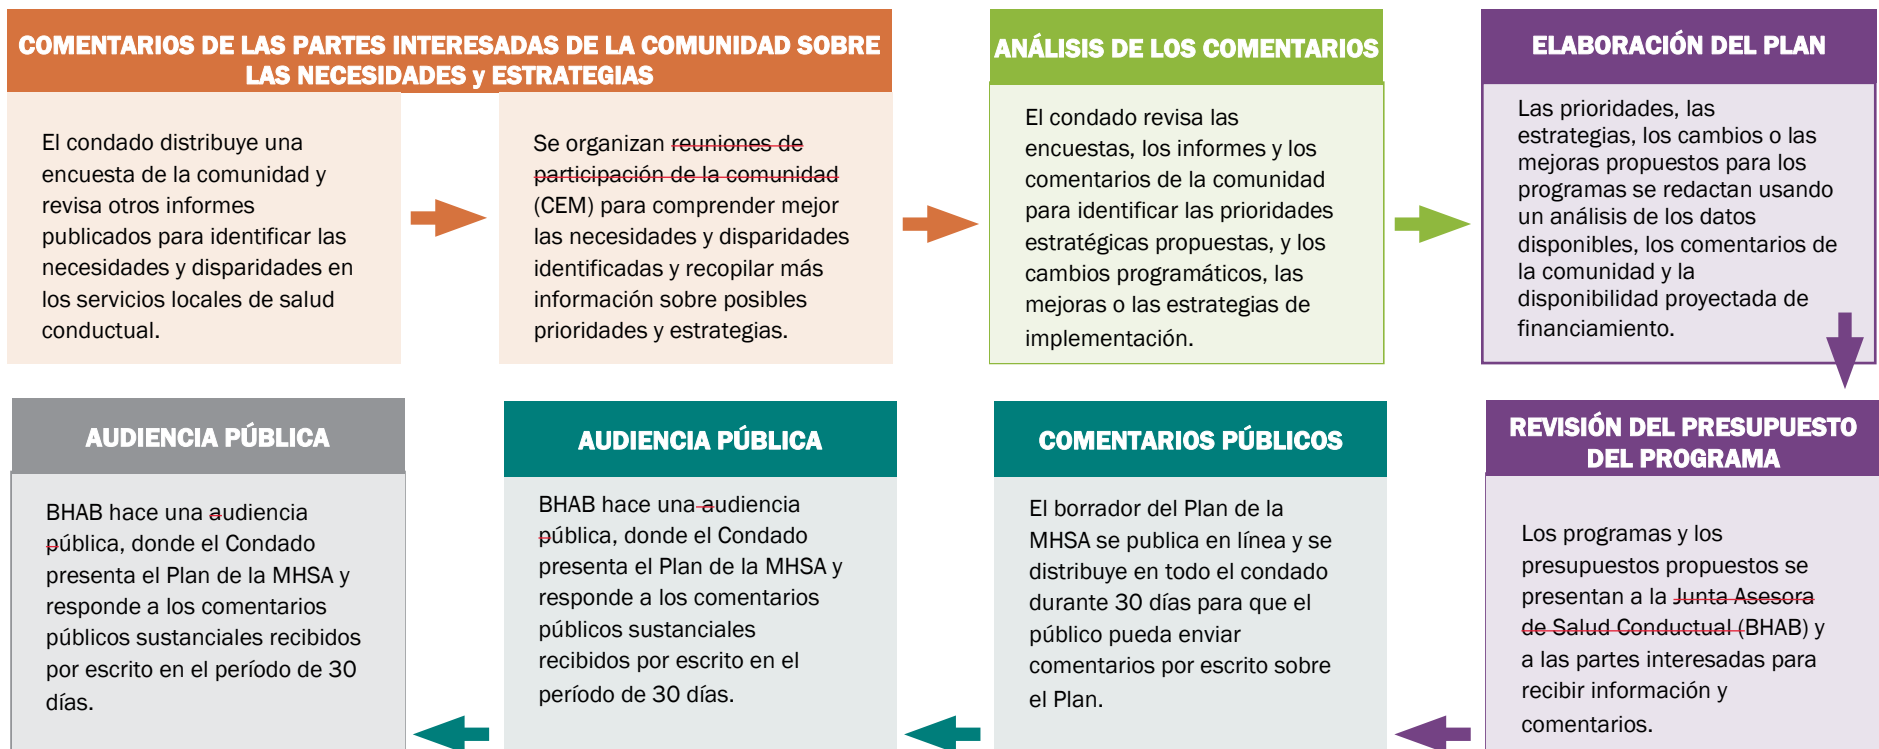 COMENTARIOS DE LAS PARTES INTERESADAS DE LA COMUNIDAD SOBRE
LAS NECESIDADES y ESTRATEGIAS
El condado distribuye una
encuesta de la comunidad y
revisa otros informes
publicados para identificar las
necesidades y disparidades en
los servicios locales de salud
conductual.
Se organizan reuniones de
participación de la comunidad
(CEM) para comprender mejor
las necesidades y disparidades
identificadas y recopilar más
información sobre posibles
prioridades y estrategias.
ANÁLISIS DE LOS COMENTARIOS
El condado revisa las
encuestas, los informes y los
comentarios de la comunidad
para identificar las prioridades
estratégicas propuestas, y los
cambios programáticos, las
mejoras o las estrategias de
implementación.
ELABORACIÓN DEL PLAN
Las prioridades, las
estrategias, los cambios o las
mejoras propuestos para los
programas se redactan usando
un análisis de los datos
disponibles, los comentarios de
la comunidad y la
disponibilidad proyectada de
financiamiento.
REVISIÓN DEL PRESUPUESTO
DEL PROGRAMA
Los programas y los
presupuestos propuestos se
presentan a la Junta Asesora
de Salud Conductual (BHAB) y
a las partes interesadas para
recibir información y
comentarios.
COMENTARIOS PÚBLICOS
El borrador del Plan de la
MHSA se publica en línea y se
distribuye en todo el condado
durante 30 días para que el
público pueda enviar
comentarios por escrito sobre
el Plan.
AUDIENCIA PÚBLICA
BHAB hace una audiencia
pública, donde el Condado
presenta el Plan de la MHSA y
responde a los comentarios
públicos sustanciales
recibidos por escrito en el
período de 30 días.
AUDIENCIA PÚBLICA
BHAB hace una audiencia
pública, donde el Condado
presenta el Plan de la MHSA y
responde a los comentarios
públicos sustanciales recibidos
por escrito en el período de 30
días.